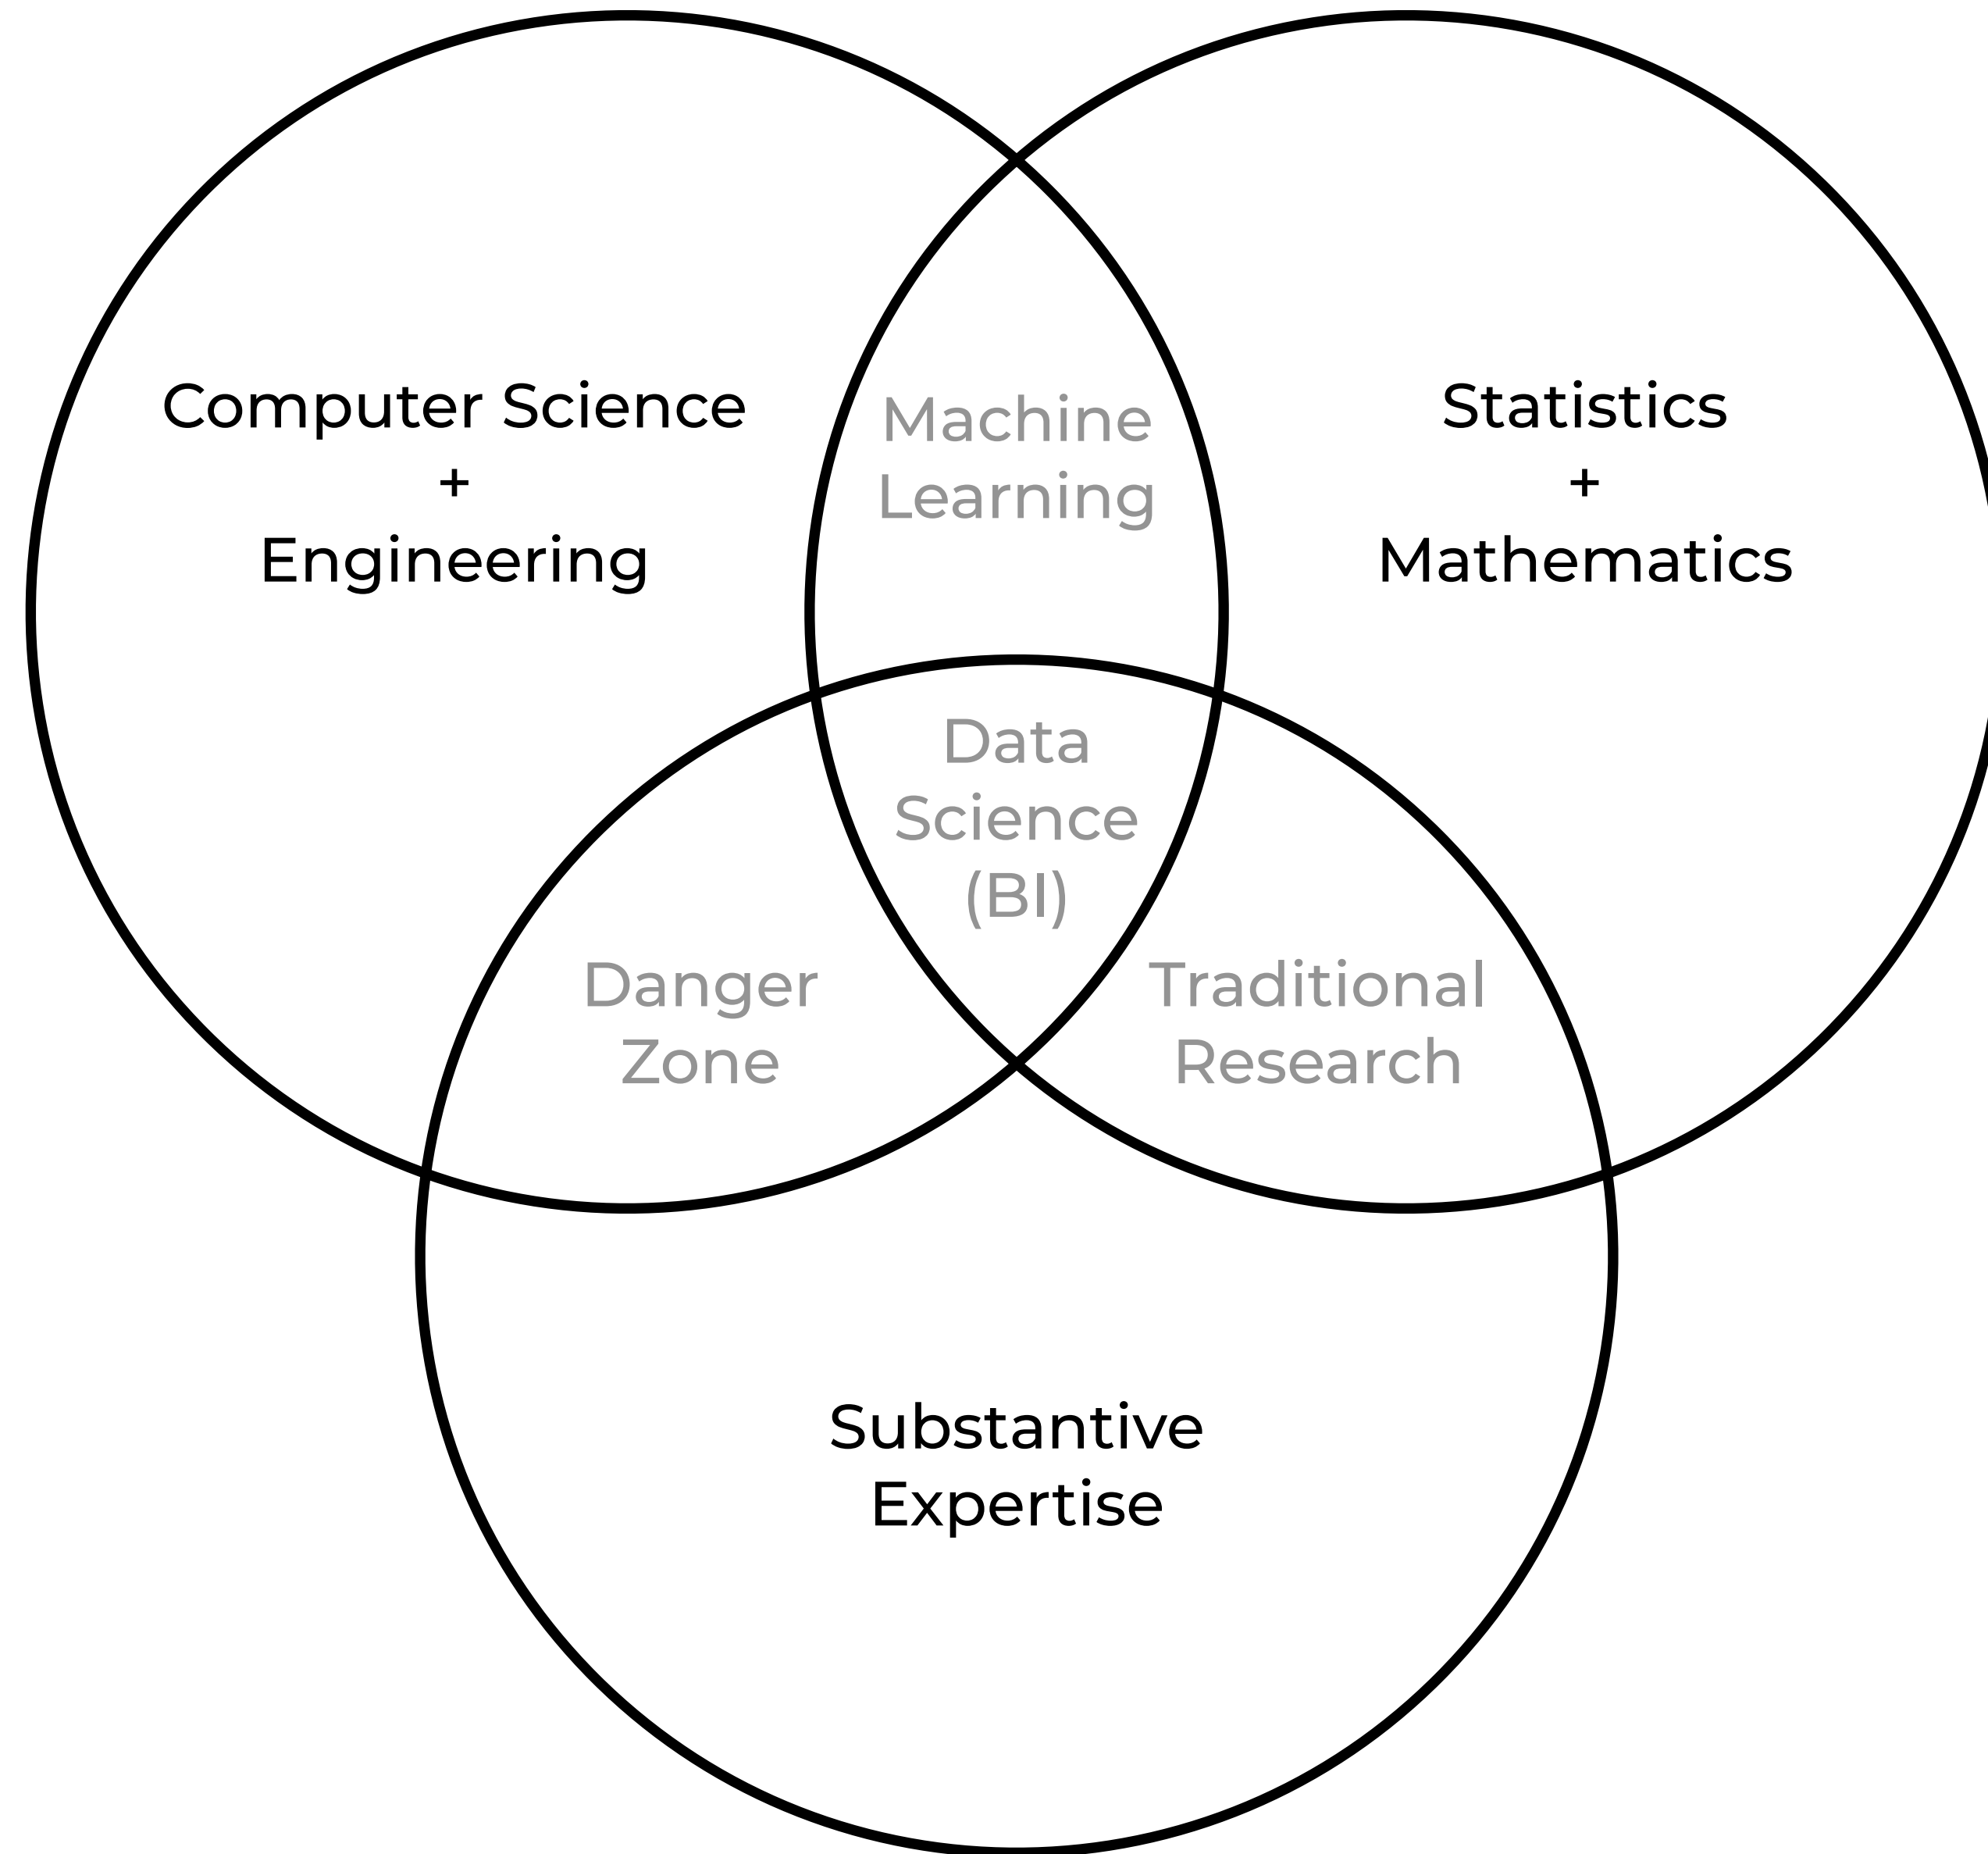 Computer Science
+
Engineering
Machine
Learning
Statistics
+
Mathematics
Data
Science
(BI)
Danger
Zone
Traditional
Research
Substantive
Expertise